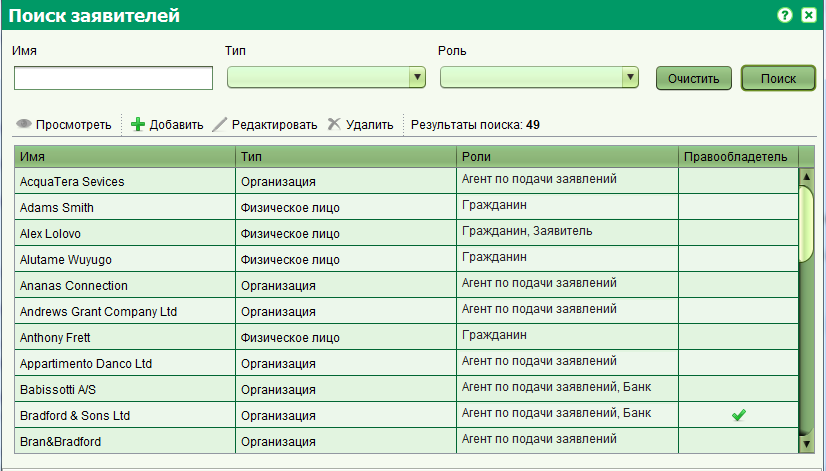 Поиск заявителей
Имя Тип Роль
Очистить Поиск
Просмотреть Добавить Редактировать Удалить Результаты поиска: 49
Имя Тип Роли Правообладетель
AcquaTera Sevices Организация Агент по подачи заявлений
Adams Smith Физическое лицо Гражданин
Alex Lolovo Физическое лицо Гражданин, Заявитель
Alutame Wuyugo Физическое лицо Гражданин
Ananas Connection Организация Агент по подачи заявлений
Andrews Grant Company Ltd Организация Агент по подачи заявлений
Anthony Frett Физическое лицо Гражданин
Appartimento Danco Ltd Организация Агент по подачи заявлений
Babissotti A/S Организация Агент по подачи заявлений, Банк
Bradford & Sons Ltd Организация Агент по подачи заявлений, Банк
Bran&Bradford Организация Агент по подачи заявлений